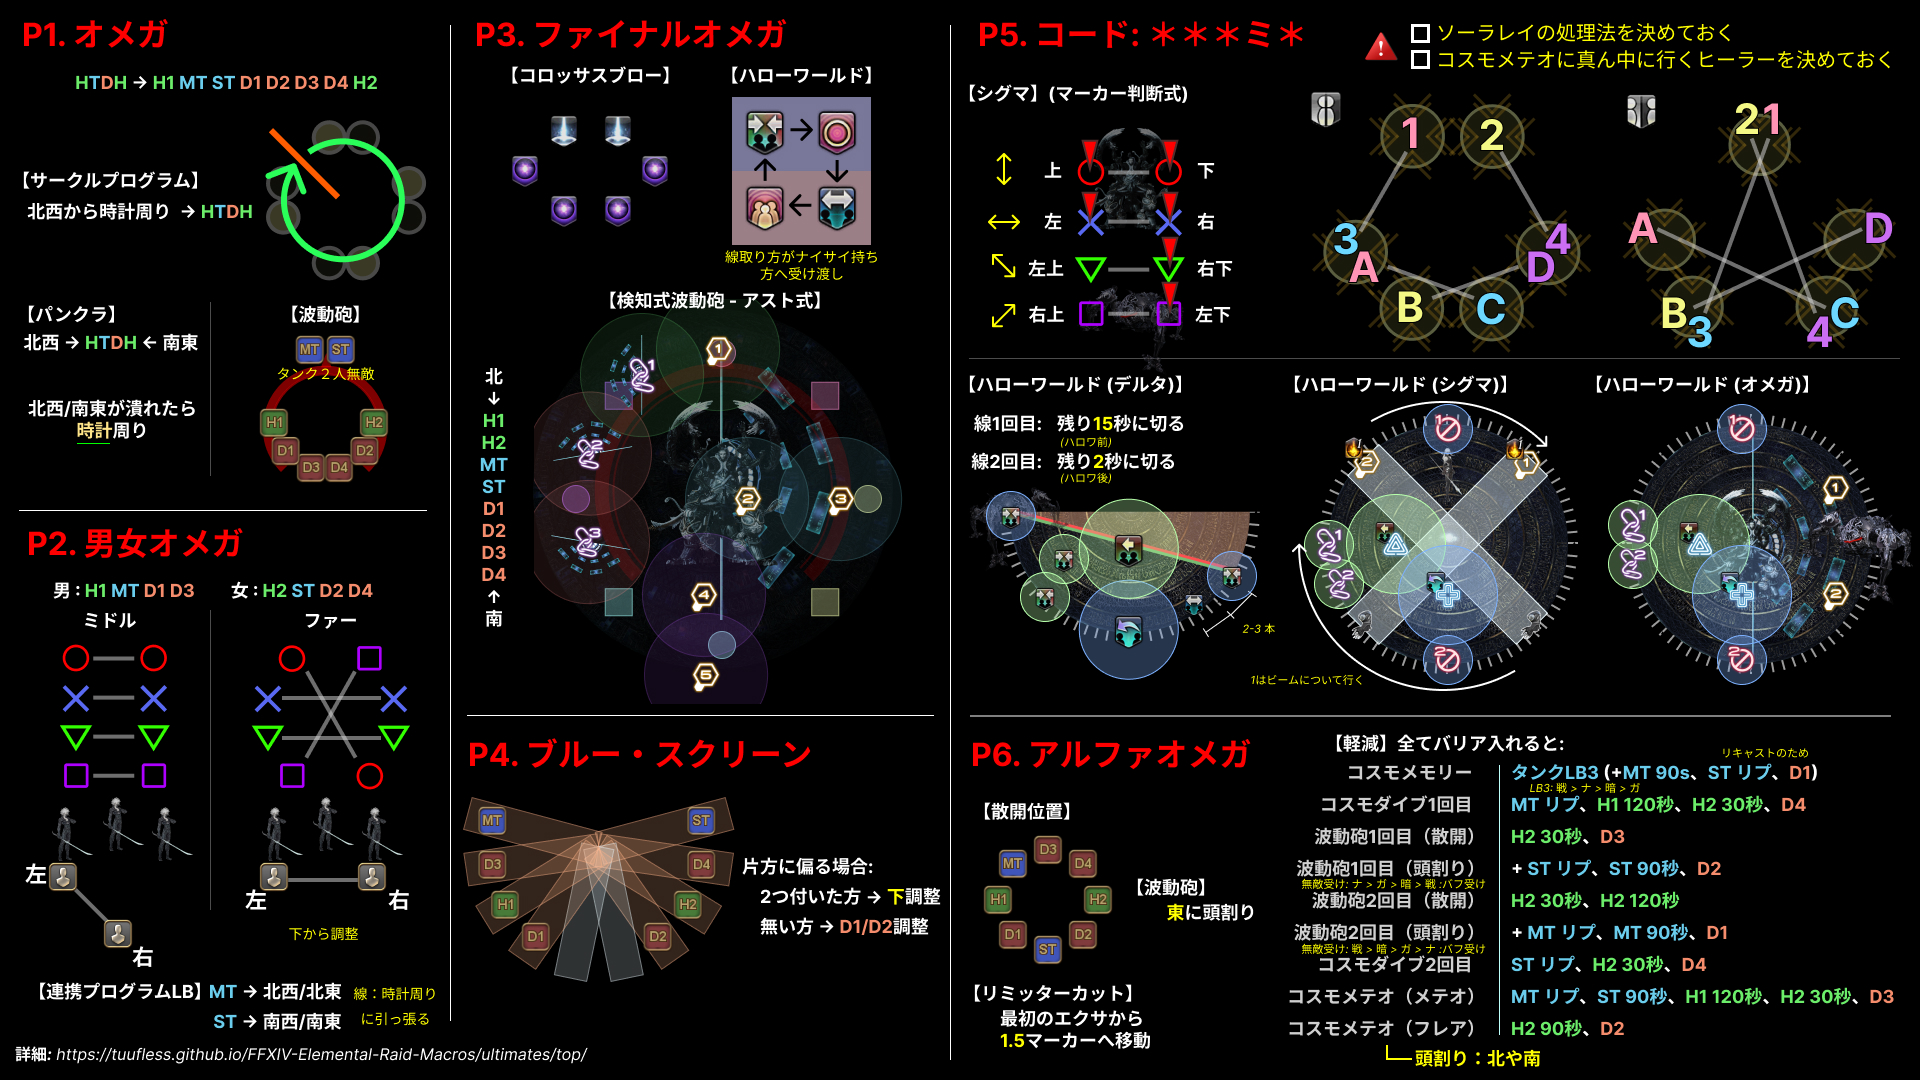 P1. オメガ
HTDH → H1 MT ST D1 D2 D3 D4 H2
【サークルプログラム】
北西から時計周り → HTDH
【パンクラ】
北西 → HTDH ← 南東
北西/南東が潰れたら
時計周り
【波動砲】
MT ST
タンク２人無敵
H1 H2
D1 D2
D3 D4
P2. 男女オメガ
男 : H1 MT D1 D3
女 : H2 ST D2 D4
ミドル
ファー
左
右
左
右
下から調整
【連携プログラムLB】 MT → 北西/北東
ST → 南西/南東
線：時計周り
に引っ張る
詳細: https://tuufless.github.io/FFXIV-Elemental-Raid-Macros/ultimates/top/
P3. ファイナルオメガ
【コロッサスブロー】
【ハローワールド】
線取り方がナイサイ持ち
方へ受け渡し
【検知式波動砲 - アスト式】
北
↓
H1
H2
MT
ST
D1
D2
D3
D4
↑
南
1
1
2
2
3
3
4
5
P4. ブルー・スクリーン
MT ST
D3 D4
H1 H2
D1 D2
片方に偏る場合:
2つ付いた方 → 下調整
無い方 → D1/D2調整
P5. コード: ＊＊＊ミ＊
ソーラレイの処理法を決めておく
コスモメテオに真ん中に行くヒーラーを決めておく
【シグマ】(マーカー判断式)
上 下
左 右
左上 右下
右上 左下
8
1 2
3 A
4 D
B C
2 1
A D
B 3
4 C
【ハローワールド (デルタ)】
線1回目: 残り15秒に切る
(ハロワ前)
線2回目: 残り2秒に切る
(ハロワ後)
2-3 本
【ハローワールド (シグマ)】
1
2 1
1
2
2
1はビームについて行く
【ハローワールド (オメガ)】
1
1
1
2
2
2
P6. アルファオメガ
【散開位置】
D3
MT D4
H1 H2
D1 D2
ST
【波動砲】
東に頭割り
【リミッターカット】
最初のエクサから
1.5マーカーへ移動
【軽減】全てバリア入れると:
リキャストのため
コスモメモリー タンクLB3 (+MT 90s、ST リプ、D1)
LB3: 戦 > ナ > 暗 > ガ
コスモダイブ1回目 MT リプ、H1 120秒、H2 30秒、D4
波動砲1回目（散開） H2 30秒、D3
波動砲1回目（頭割り） + ST リプ、ST 90秒、D2
無敵受け: ナ > ガ > 暗 > 戦 :バフ受け
波動砲2回目（散開） H2 30秒、H2 120秒
波動砲2回目（頭割り） + MT リプ、MT 90秒、D1
無敵受け: 戦 > 暗 > ガ > ナ :バフ受け
コスモダイブ2回目 ST リプ、H2 30秒、D4
コスモメテオ（メテオ） MT リプ、ST 90秒、H1 120秒、H2 30秒、D3
コスモメテオ（フレア） H2 90秒、D2
頭割り：北や南